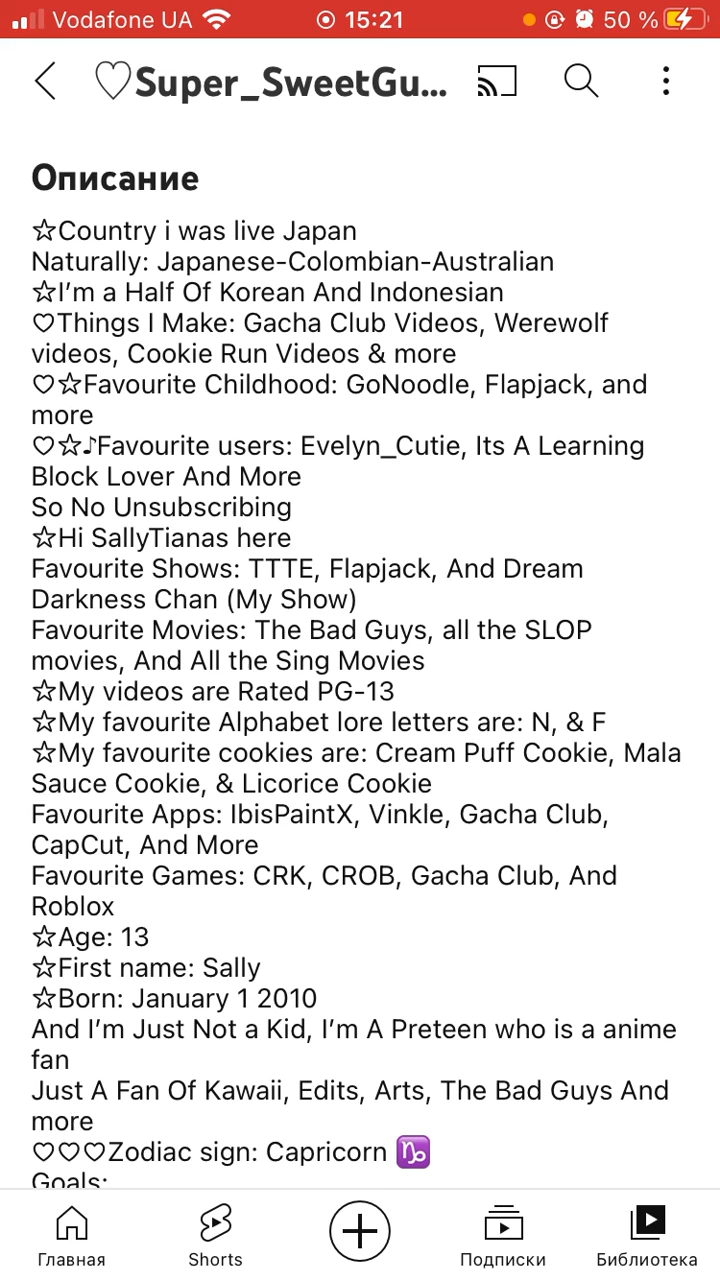 Vodafone UA 15:21 50 %
♡Super_SweetGu...
Описание
☆Country i was live Japan
Naturally: Japanese-Colombian-Australian
☆I'm a Half Of Korean And Indonesian
♡Things I Make: Gacha Club Videos, Werewolf
videos, Cookie Run Videos & more
♡☆Favourite Childhood: GoNoodle, Flapjack, and
more
♡☆♪Favourite users: Evelyn_Cutie, Its A Learning
Block Lover And More
So No Unsubscribing
☆Hi SallyTianas here
Favourite Shows: TTTE, Flapjack, And Dream
Darkness Chan (My Show)
Favourite Movies: The Bad Guys, all the SLOP
movies, And All the Sing Movies
☆My videos are Rated PG-13
☆My favourite Alphabet lore letters are: N, & F
☆My favourite cookies are: Cream Puff Cookie, Mala
Sauce Cookie, & Licorice Cookie
Favourite Apps: IbisPaintX, Vinkle, Gacha Club,
CapCut, And More
Favourite Games: CRK, CROB, Gacha Club, And
Roblox
☆Age: 13
☆First name: Sally
☆Born: January 1 2010
And I'm Just Not a Kid, I'm A Preteen who is a anime
fan
Just A Fan Of Kawaii, Edits, Arts, The Bad Guys And
more
♡♡♡Zodiac sign: Capricorn ♑
Goals:
Главная Shorts Подписки Библиотека